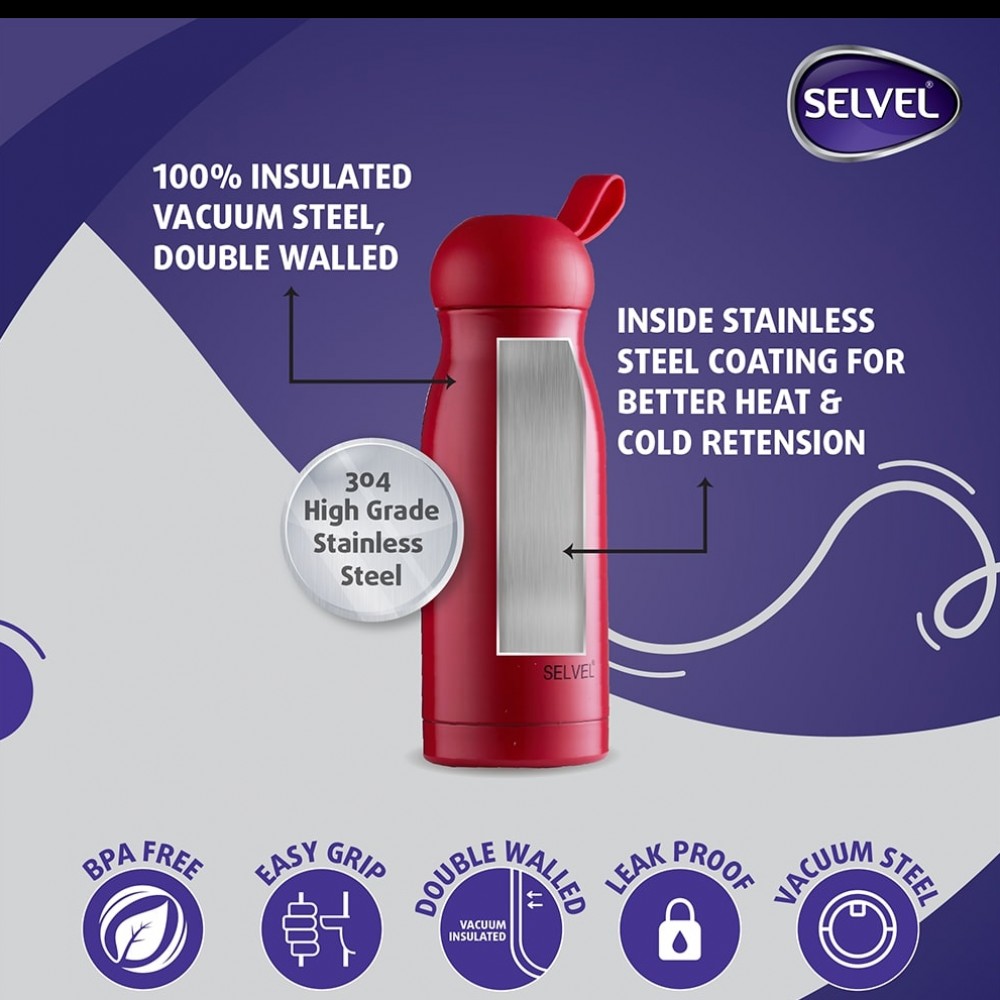 SELVEL®
100% INSULATED
VACUUM STEEL,
DOUBLE WALLED
INSIDE STAINLESS
STEEL COATING FOR
BETTER HEAT &
COLD RETENSION
304
High Grade
Stainless
Steel
SELVEL®
BPA FREE
EASY GRIP
DOUBLE WALLED
VACUUM
INSULATED
LEAK PROOF
VACUUM STEEL